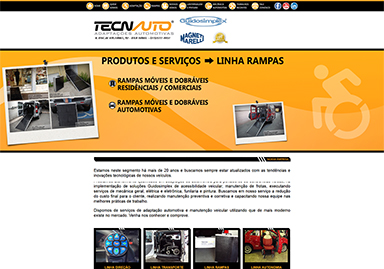 TECNAUTO
ADAPTAÇÕES AUTOMOTIVAS
Guidosimplex
MAGNETI
MARELLI
PRODUTOS E SERVIÇOS ➡ LINHA RAMPAS
RAMPAS MÓVEIS E DOBRÁVEIS
RESIDÊNCIAIS / COMERCIAIS
RAMPAS MÓVEIS E DOBRÁVEIS
AUTOMOTIVAS
Estamos neste segmento há mais de 20 anos e buscamos sempre estar atualizados com as tendências e
inovações tecnológicas de nossos veículos.
implementação de soluções Guidosimplex de acessibilidade veicular, manutenção de frotas, executando
serviços de mecânica geral, elétrica e eletrônica, funilaria e pintura. Buscamos em nosso serviço a redução
do custo final para o cliente, realizando manutenção preventiva e corretiva e capacitando nossa equipe nas
melhores práticas de trabalho.
Dispomos de serviços de adaptação automotiva e manutenção veicular utilizando que de mais moderno
existe no mercado. Venha nos conhecer e comprove.
LINHA DIREÇÃO
LINHA TRANSPORTE
LINHA RAMPAS
LINHA AUTONOMIA